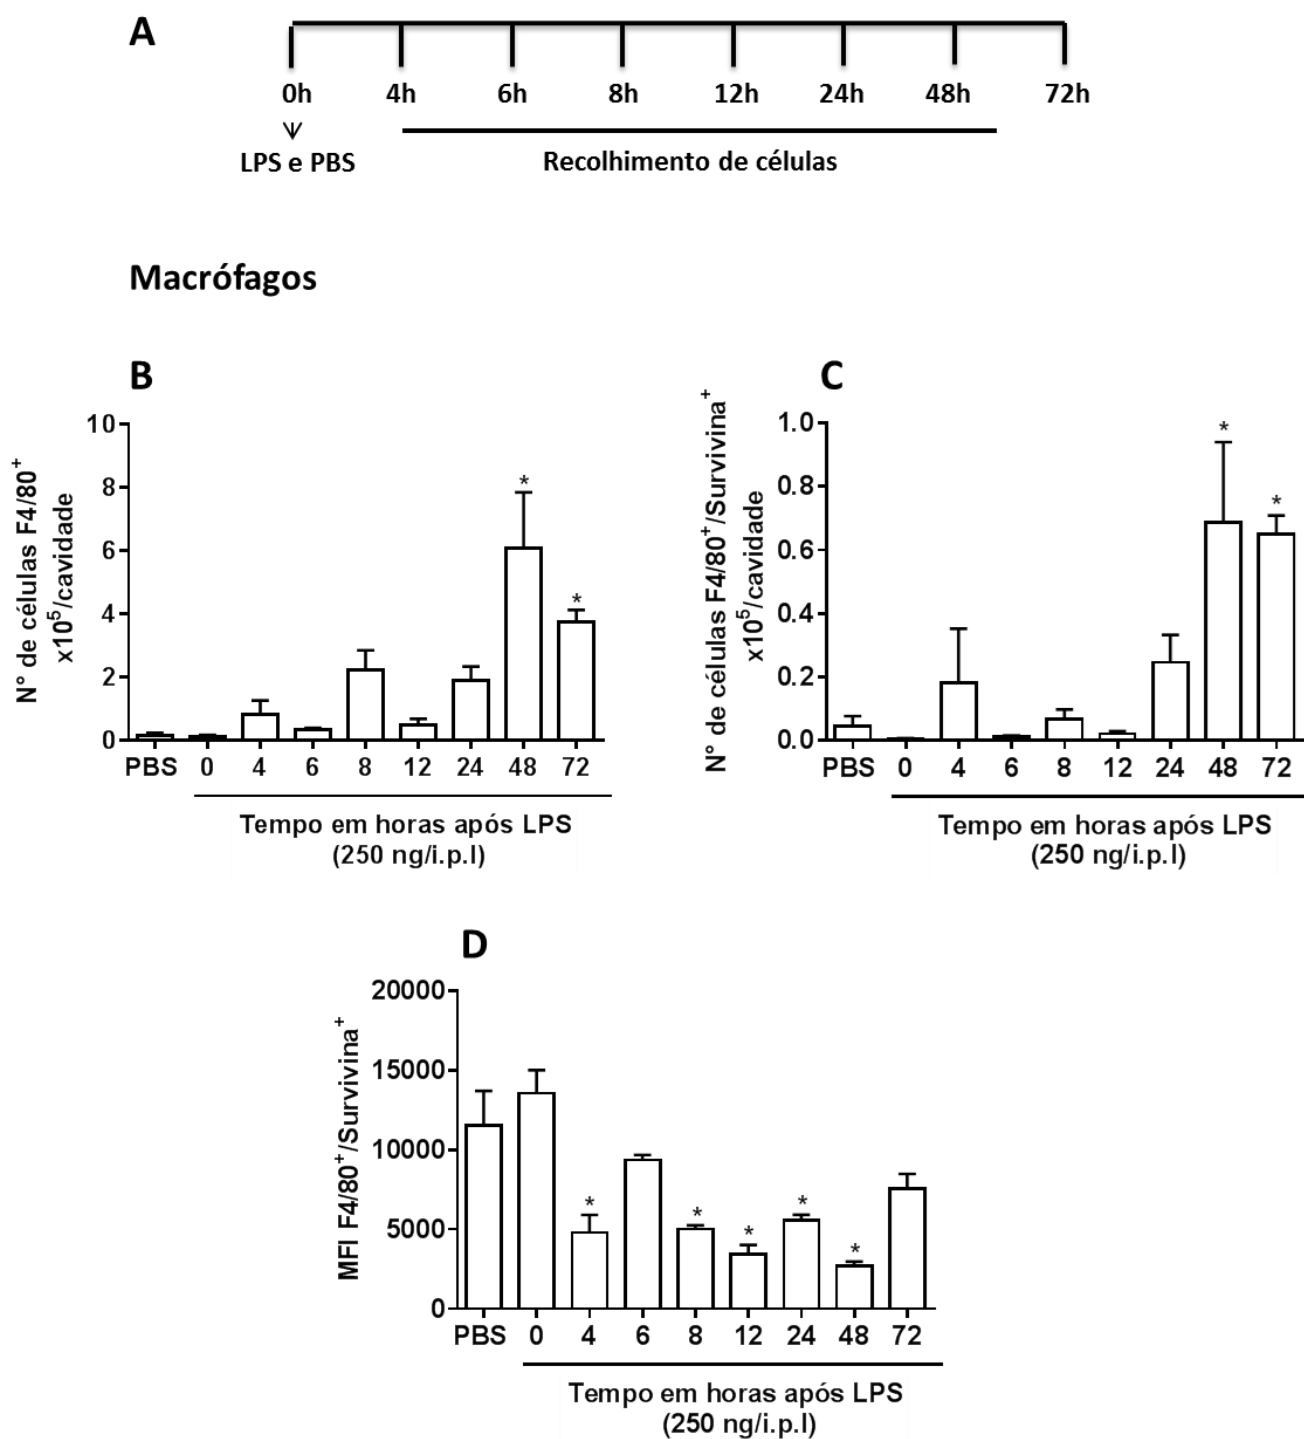 A
0h 4h 6h 8h 12h 24h 48h 72h
LPS e PBS
Recolhimento de células
Macrófagos
B
N° de células F4/80⁺
x10⁵/cavidade
10
8
6
4
2
0
* *
PBS 0 4 6 8 12 24 48 72
Tempo em horas após LPS
(250 ng/i.p.l)
C
N° de células F4/80⁺/Survivina⁺
x10⁵/cavidade
1.0
0.8
0.6
0.4
0.2
0.0
* *
PBS 0 4 6 8 12 24 48 72
Tempo em horas após LPS
(250 ng/i.p.l)
D
MFI F4/80⁺/Survivina⁺
20000
15000
10000
5000
0
* * * * *
PBS 0 4 6 8 12 24 48 72
Tempo em horas após LPS
(250 ng/i.p.l)